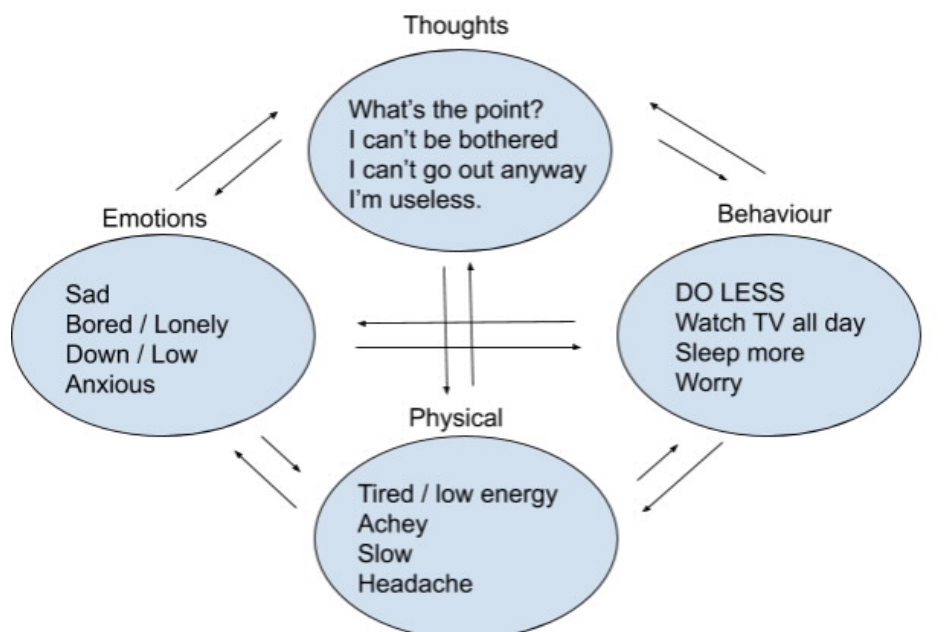 Thoughts
What's the point?
I can't be bothered
I can't go out anyway
I'm useless.
Emotions
Sad
Bored / Lonely
Down / Low
Anxious
Behaviour
DO LESS
Watch TV all day
Sleep more
Worry
Physical
Tired / low energy
Achey
Slow
Headache